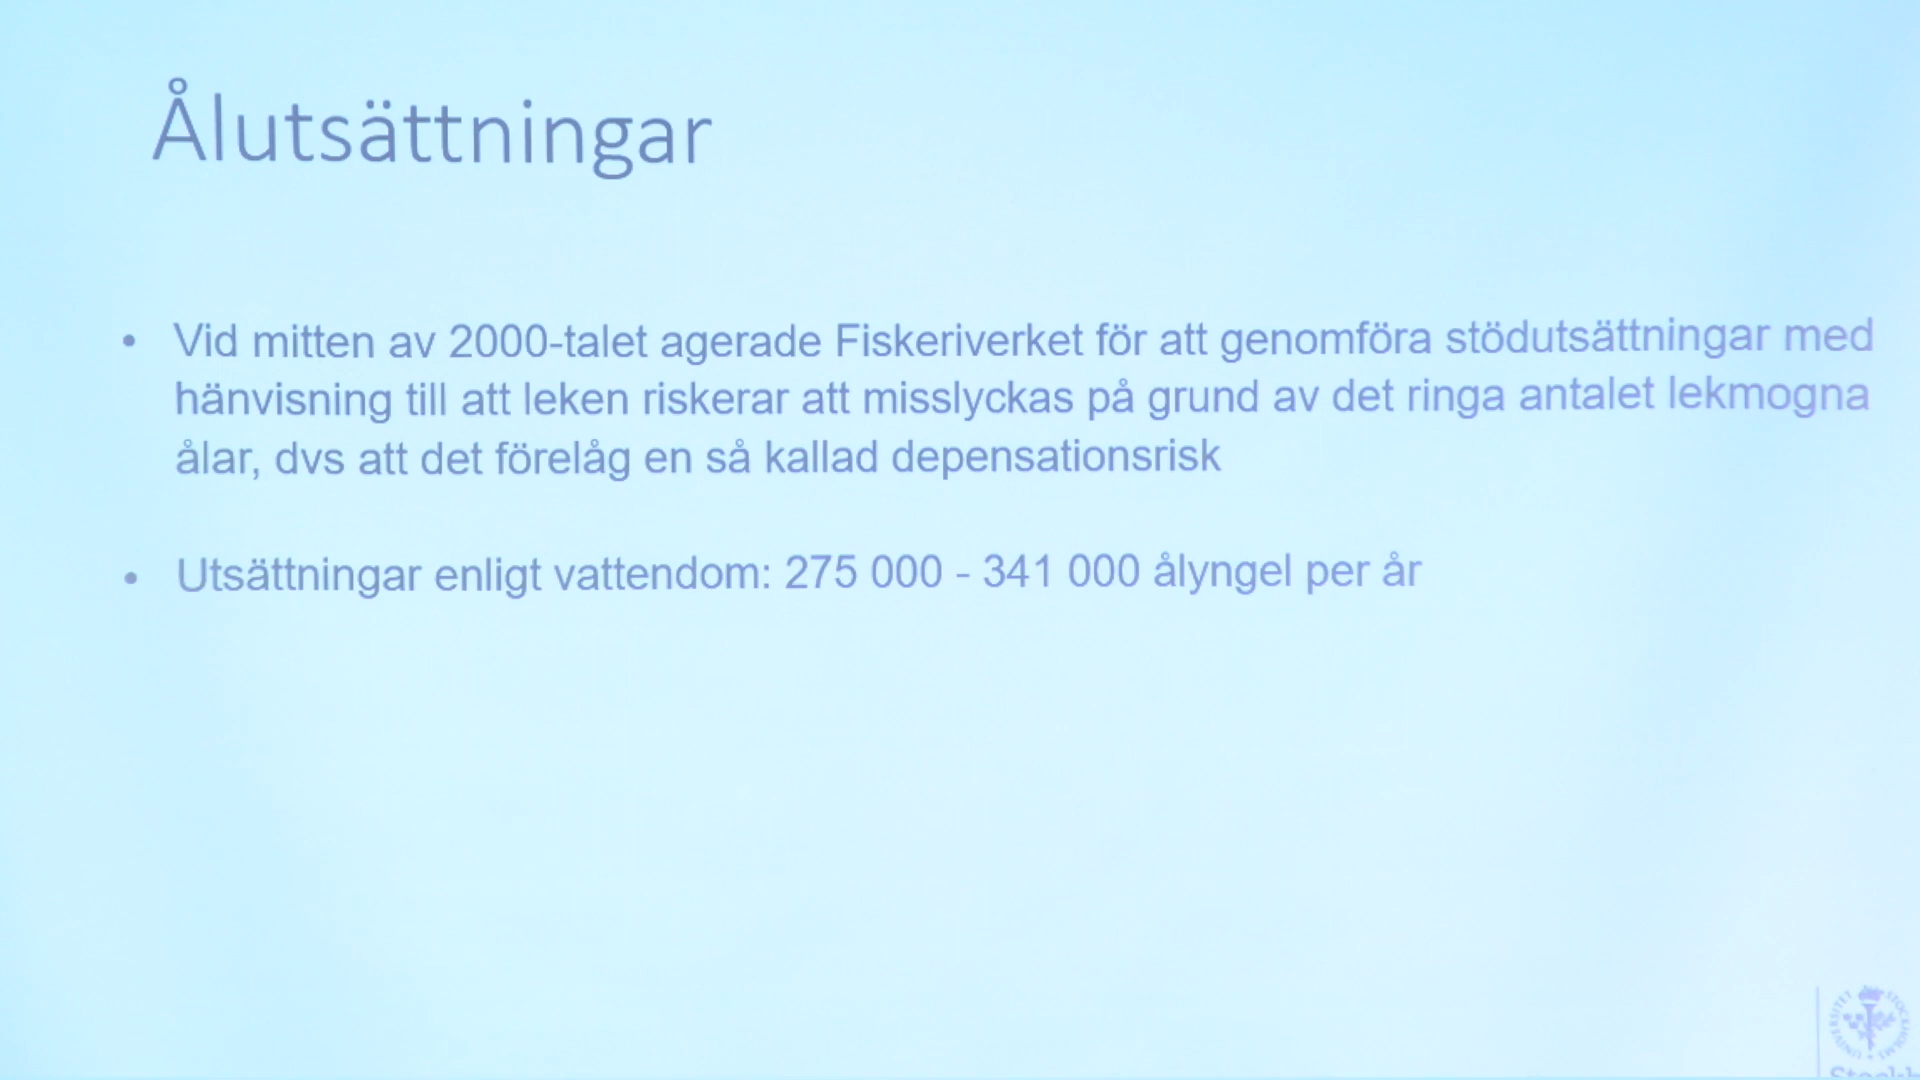 Ålutsättningar
• Vid mitten av 2000-talet agerade Fiskeriverket för att genomföra stödutsättningar med
hänvisning till att leken riskerar att misslyckas på grund av det ringa antalet lekmogna
ålar, dvs att det förelåg en så kallad depensationsrisk
• Utsättningar enligt vattendom: 275 000 - 341 000 ålyngel per år
STOCKHOLMS UNIVERSITET